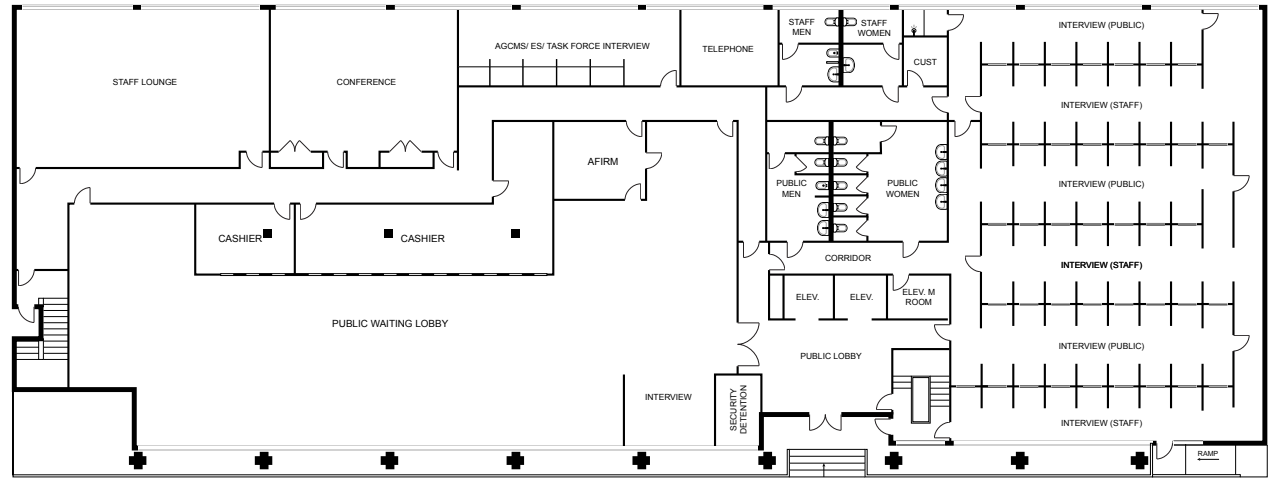 STAFF
MEN
STAFF
WOMEN
INTERVIEW (PUBLIC)
AGCMS/ ES/ TASK FORCE INTERVIEW
TELEPHONE
CUST
STAFF LOUNGE
CONFERENCE
INTERVIEW (STAFF)
AFIRM
PUBLIC
MEN
PUBLIC
WOMEN
INTERVIEW (PUBLIC)
CASHIER
CASHIER
CORRIDOR
INTERVIEW (STAFF)
ELEV.
ELEV.
ELEV. M
ROOM
PUBLIC WAITING LOBBY
PUBLIC LOBBY
INTERVIEW (PUBLIC)
INTERVIEW
SECURITY
DETENTION
INTERVIEW (STAFF)
RAMP